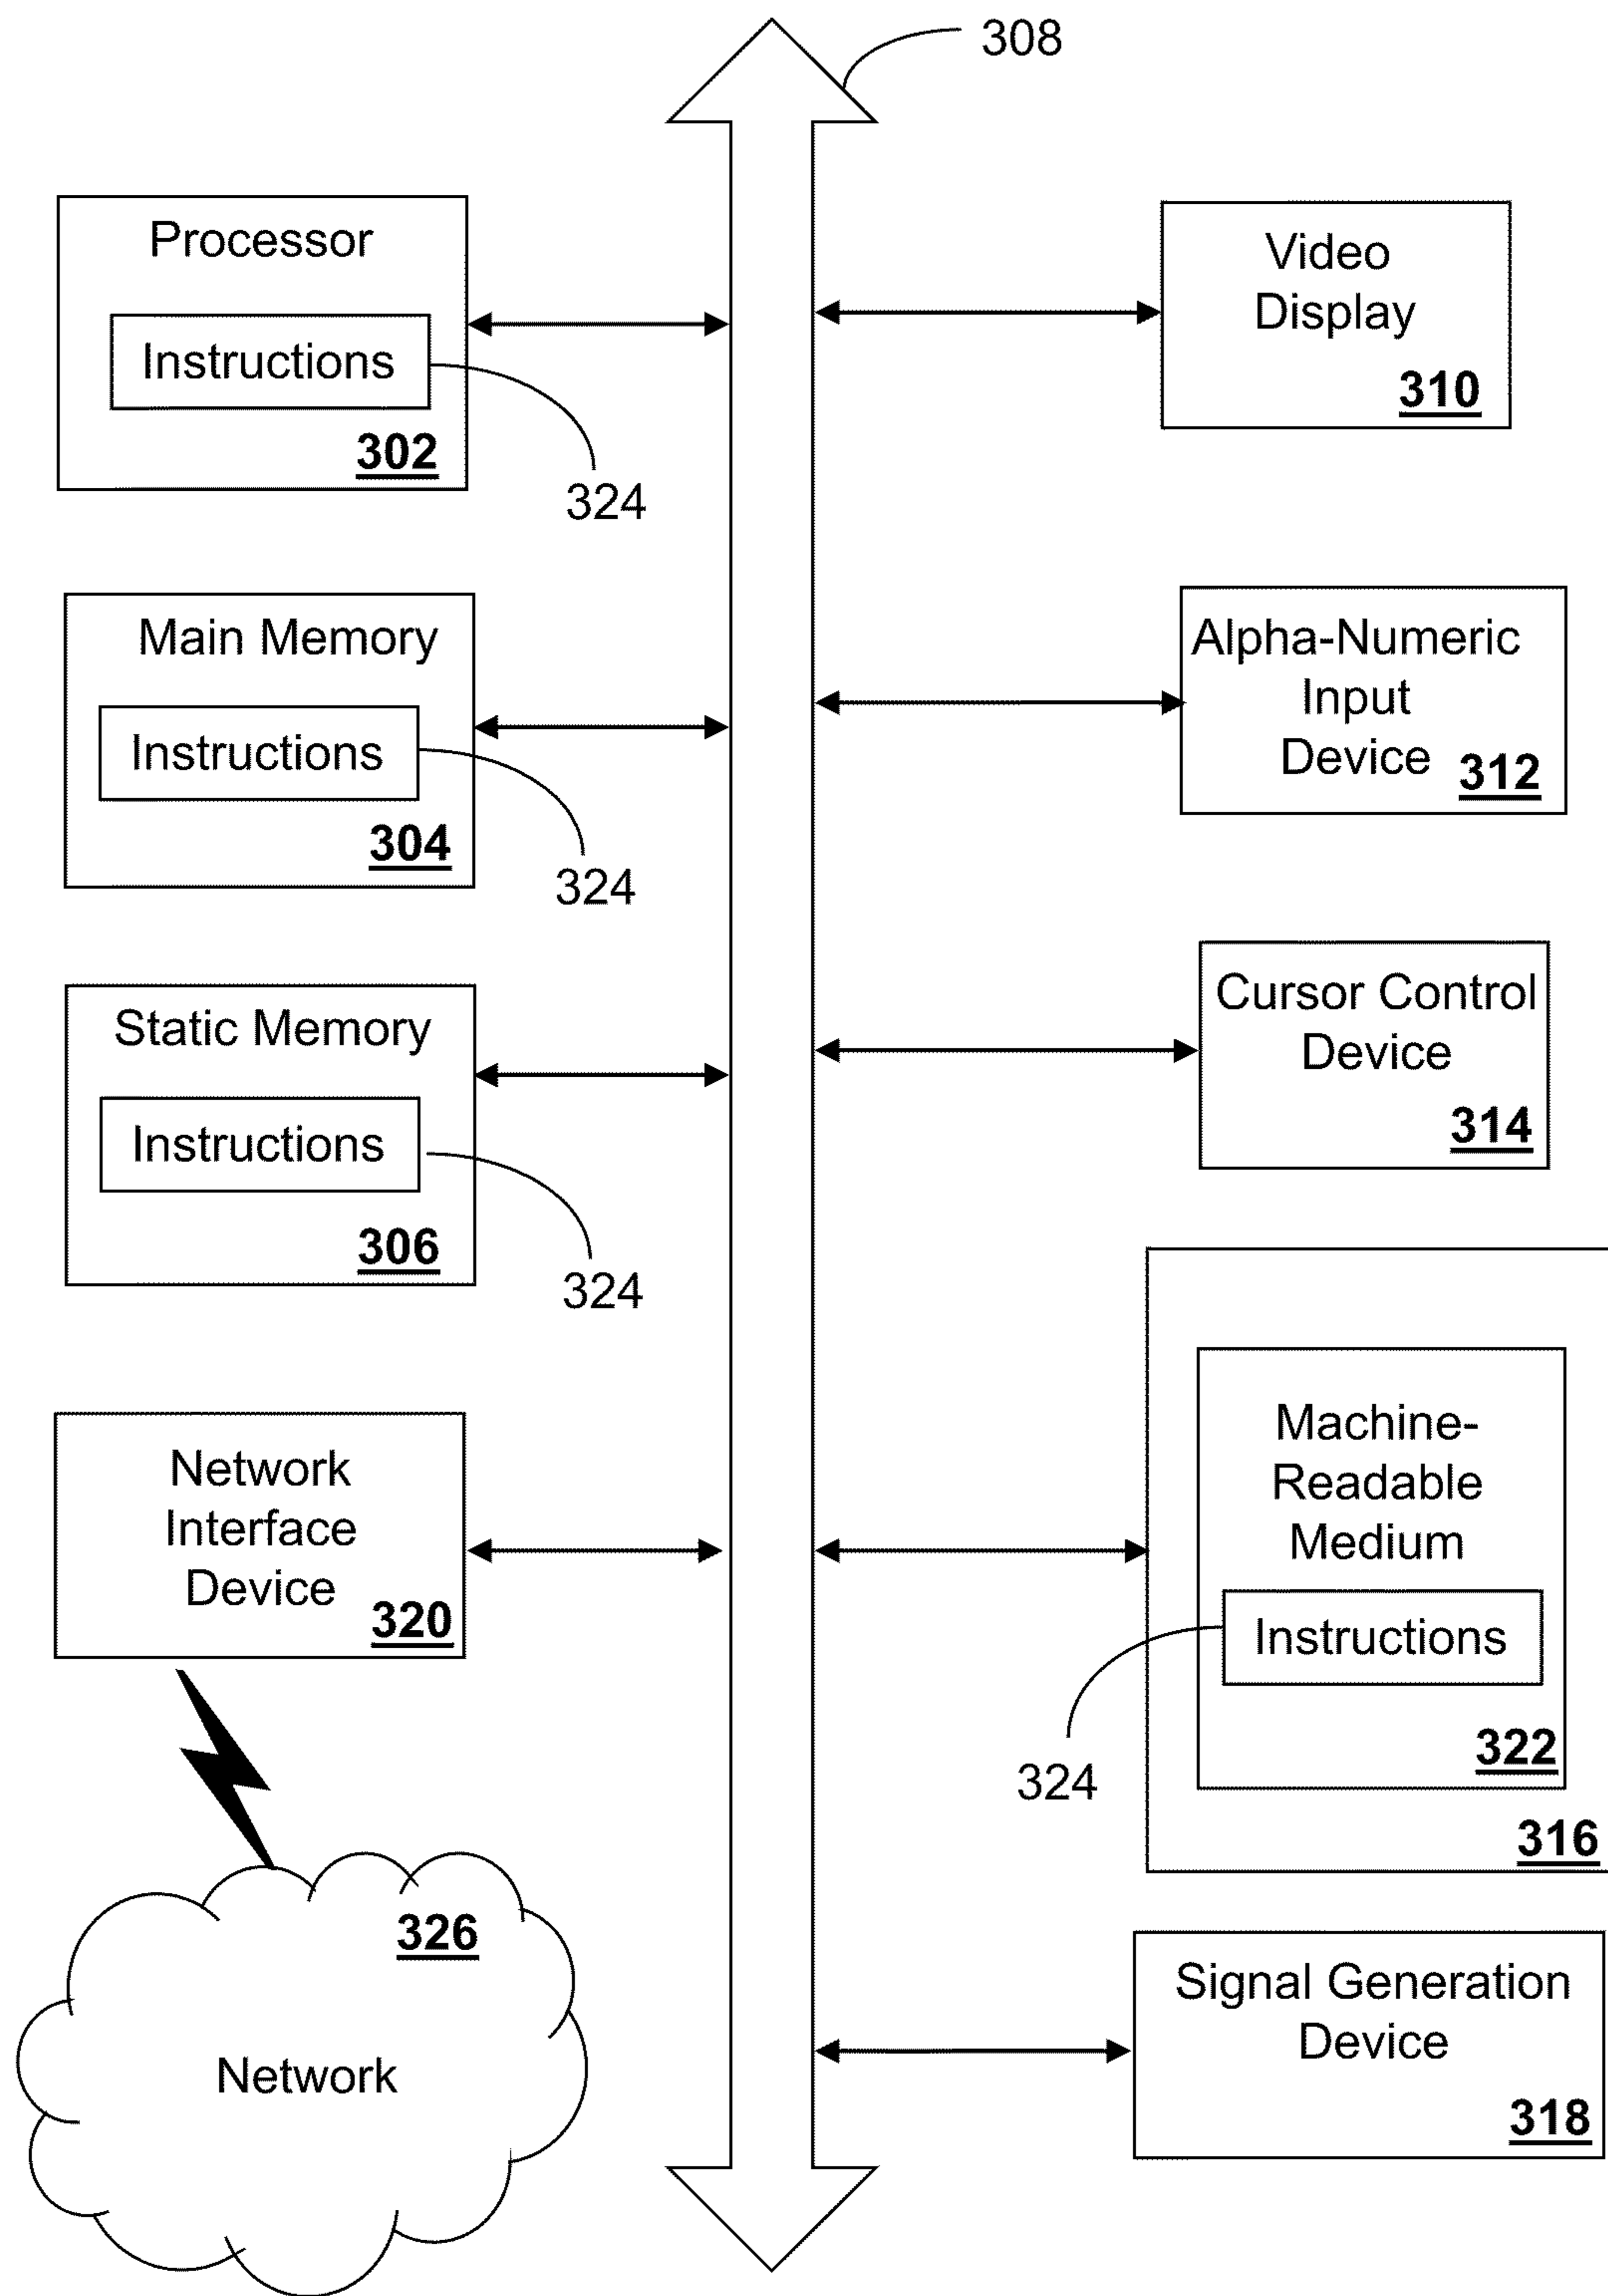 308
Processor
Instructions
302
324
Main Memory
Instructions
304
324
Static Memory
Instructions
306
324
Network
Interface
Device
320
326
Network
Video
Display
310
Alpha-Numeric
Input
Device
312
Cursor Control
Device
314
Machine-
Readable
Medium
Instructions
322
324
316
Signal Generation
Device
318